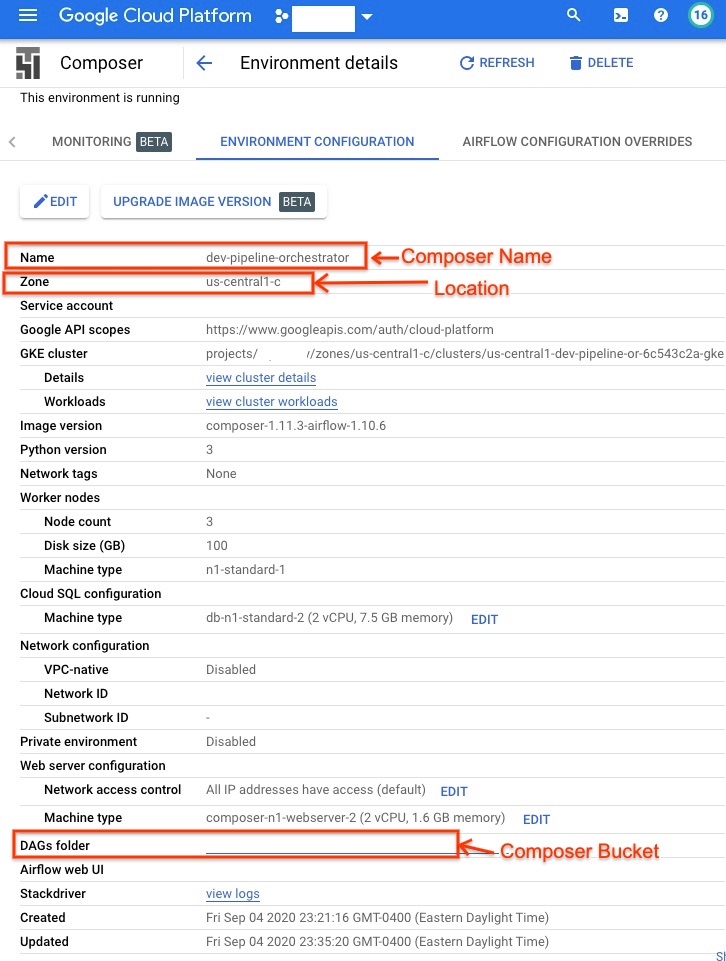 Google Cloud Platform
16
Composer Environment details REFRESH DELETE
This environment is running
MONITORING BETA ENVIRONMENT CONFIGURATION AIRFLOW CONFIGURATION OVERRIDES
EDIT UPGRADE IMAGE VERSION BETA
Name dev-pipeline-orchestrator Composer Name
Zone us-central1-c Location
Service account
Google API scopes https://www.googleapis.com/auth/cloud-platform
GKE cluster projects/ /zones/us-central1-c/clusters/us-central1-dev-pipeline-or-6c543c2a-gke
Details view cluster details
Workloads view cluster workloads
Image version composer-1.11.3-airflow-1.10.6
Python version 3
Network tags None
Worker nodes
Node count 3
Disk size (GB) 100
Machine type n1-standard-1
Cloud SQL configuration
Machine type db-n1-standard-2 (2 vCPU, 7.5 GB memory) EDIT
Network configuration
VPC-native Disabled
Network ID
Subnetwork ID -
Private environment Disabled
Web server configuration
Network access control All IP addresses have access (default) EDIT
Machine type composer-n1-webserver-2 (2 vCPU, 1.6 GB memory) EDIT
DAGs folder Composer Bucket
Airflow web UI
Stackdriver view logs
Created Fri Sep 04 2020 23:21:16 GMT-0400 (Eastern Daylight Time)
Updated Fri Sep 04 2020 23:35:20 GMT-0400 (Eastern Daylight Time)